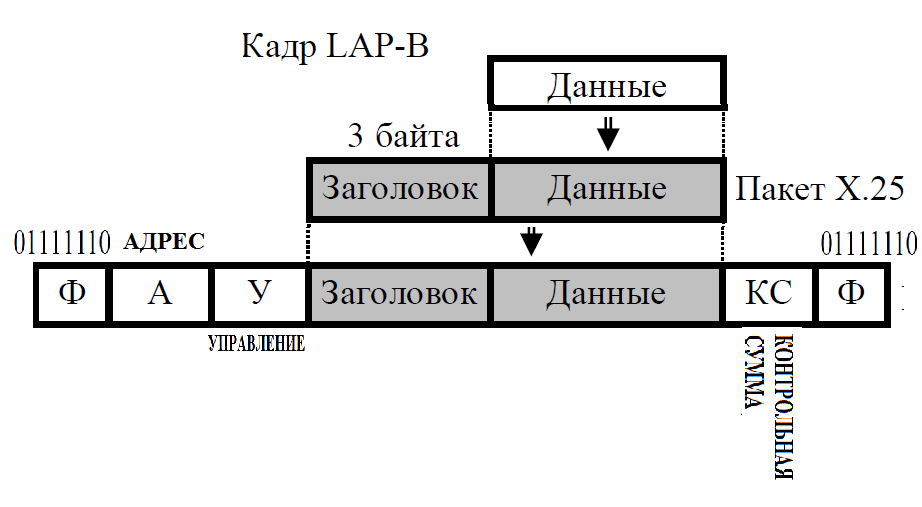 Кадр LAP-B
Данные
3 байта
Заголовок Данные Пакет X.25
01111110 АДРЕС 01111110
Ф А У Заголовок Данные КС Ф
УПРАВЛЕНИЕ
КОНТРОЛЬНАЯ
СУММА